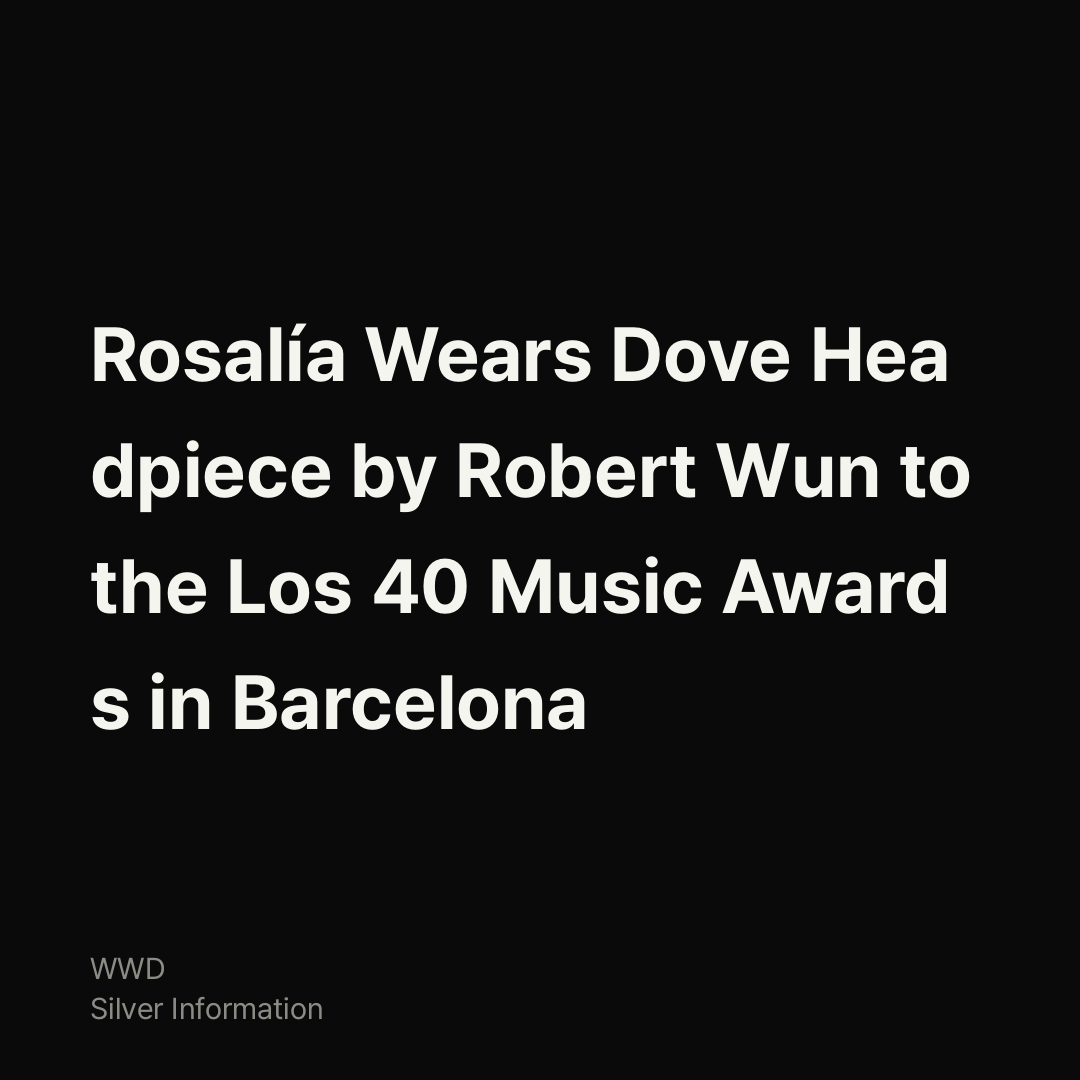 Rosalía Wears Dove Hea
dpiece by Robert Wun to
the Los 40 Music Award
s in Barcelona
WWD
Silver Information